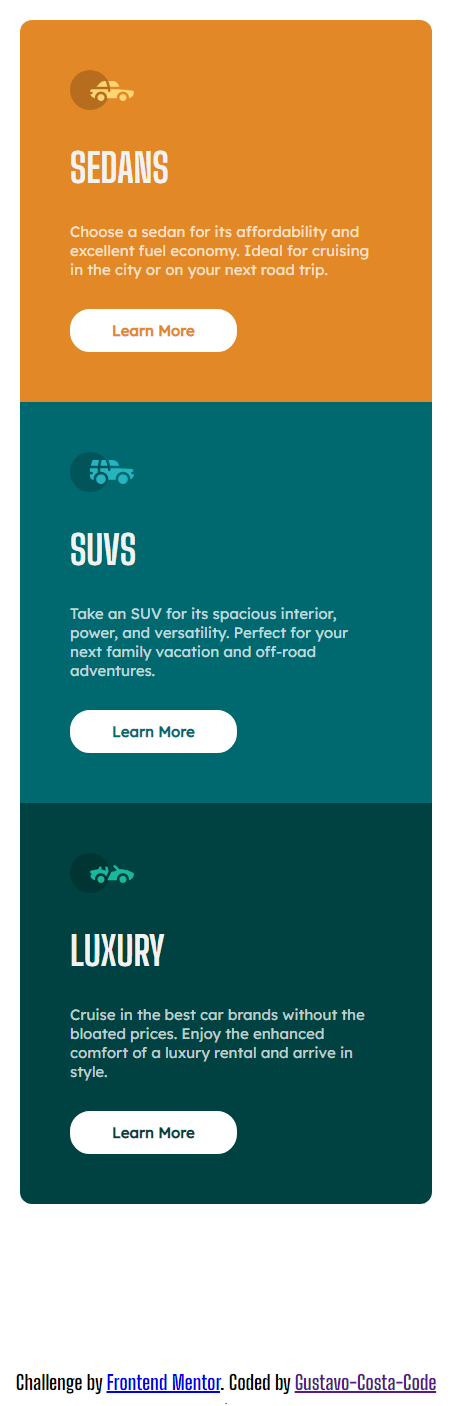 SEDANS
Choose a sedan for its affordability and
excellent fuel economy. Ideal for cruising
in the city or on your next road trip.
Learn More
SUVS
Take an SUV for its spacious interior,
power, and versatility. Perfect for your
next family vacation and off-road
adventures.
Learn More
LUXURY
Cruise in the best car brands without the
bloated prices. Enjoy the enhanced
comfort of a luxury rental and arrive in
style.
Learn More
Challenge by Frontend Mentor. Coded by Gustavo-Costa-Code
.